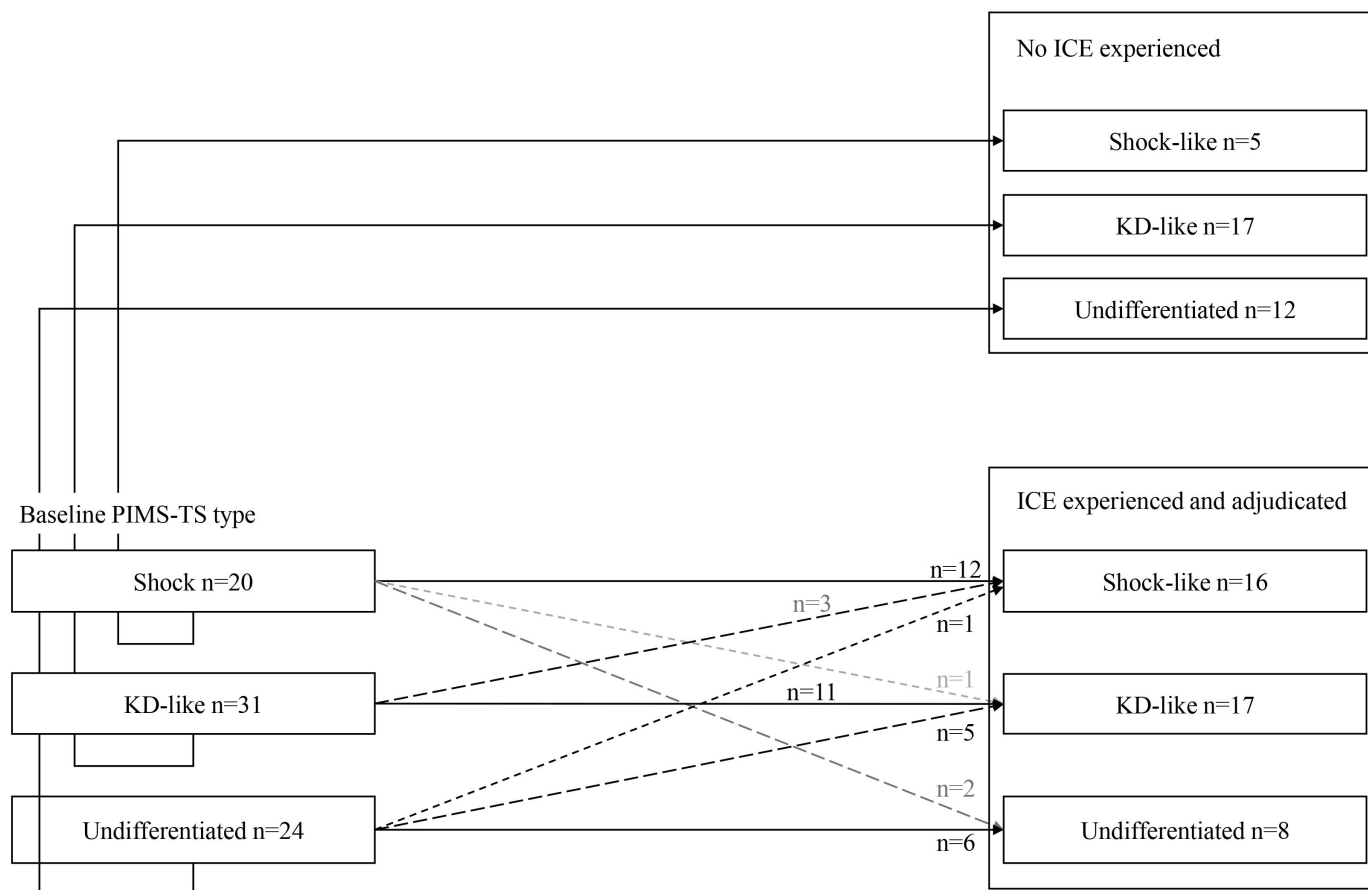 No ICE experienced
Shock-like n=5
KD-like n=17
Undifferentiated n=12
Baseline PIMS-TS type
ICE experienced and adjudicated
Shock n=20
n=12
Shock-like n=16
n=3
n=1
KD-like n=31
n=11
n=1
KD-like n=17
n=5
n=2
Undifferentiated n=24
n=6
Undifferentiated n=8